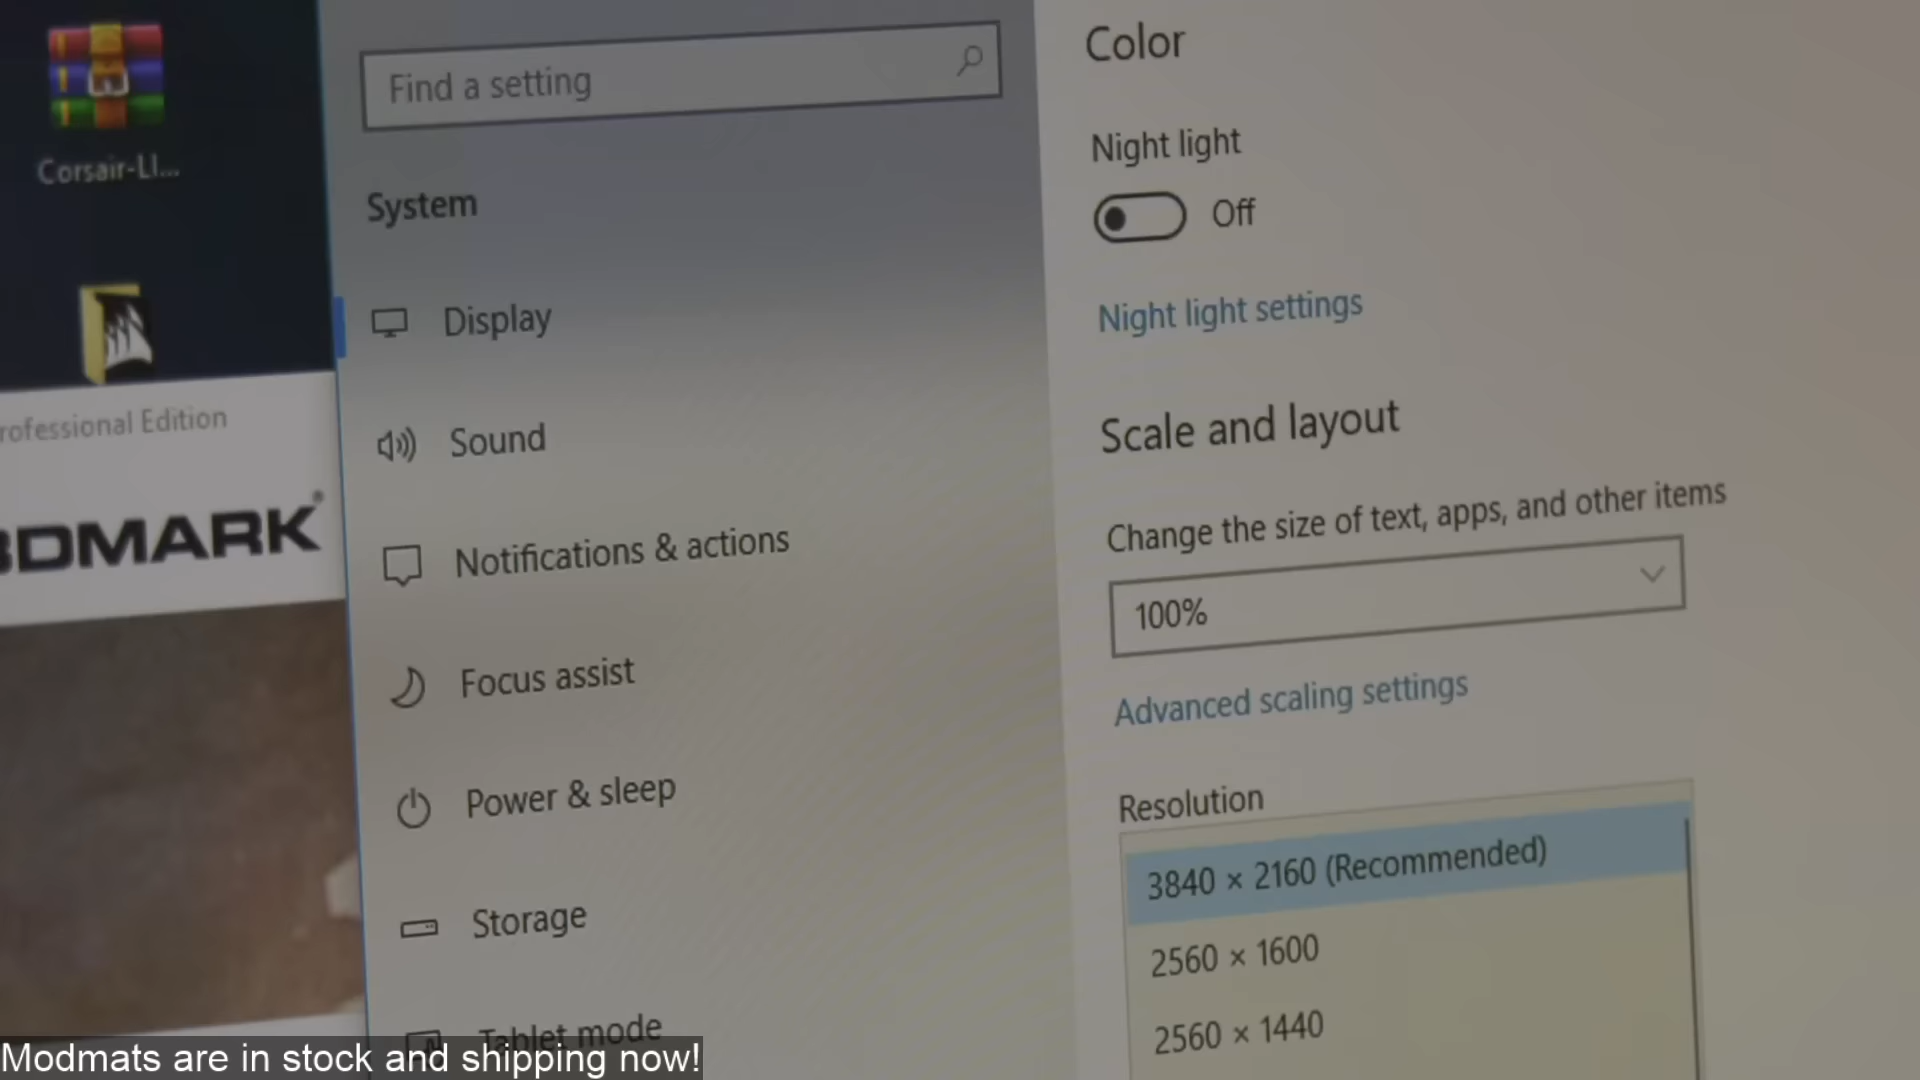 Corsair-LI...
Professional Edition
3DMARK®
Find a setting
System
Display
Sound
Notifications & actions
Focus assist
Power & sleep
Storage
Tablet mode
Color
Night light
Off
Night light settings
Scale and layout
Change the size of text, apps, and other items
100%
Advanced scaling settings
Resolution
3840 × 2160 (Recommended)
2560 × 1600
2560 × 1440
Modmats are in stock and shipping now!